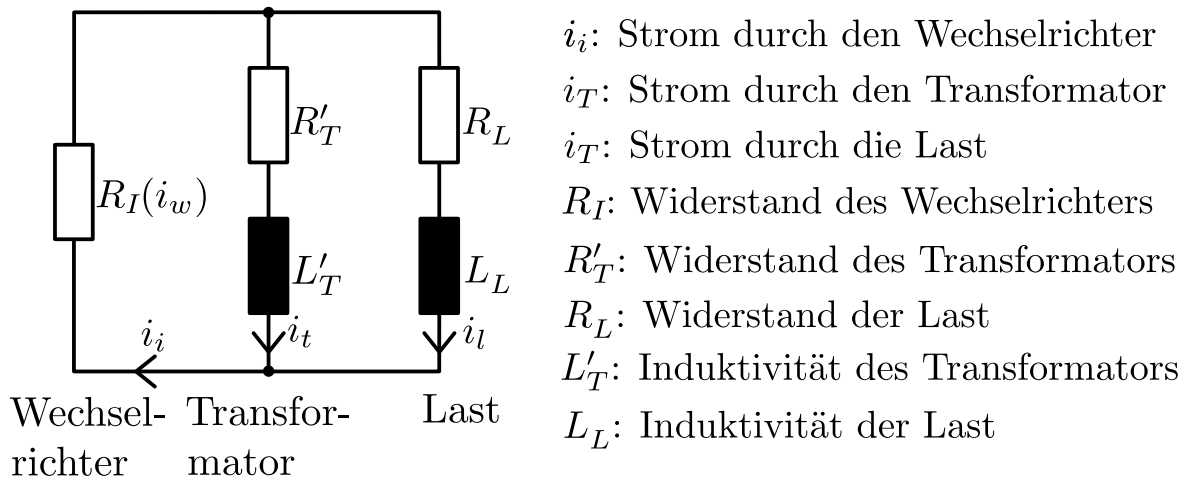 R_I(i_w)
R'_T
L'_T
R_L
L_L
i_i
i_t
i_l
Wechsel-
richter
Transfor-
mator
Last
i_i: Strom durch den Wechselrichter
i_T: Strom durch den Transformator
i_T: Strom durch die Last
R_I: Widerstand des Wechselrichters
R'_T: Widerstand des Transformators
R_L: Widerstand der Last
L'_T: Induktivität des Transformators
L_L: Induktivität der Last